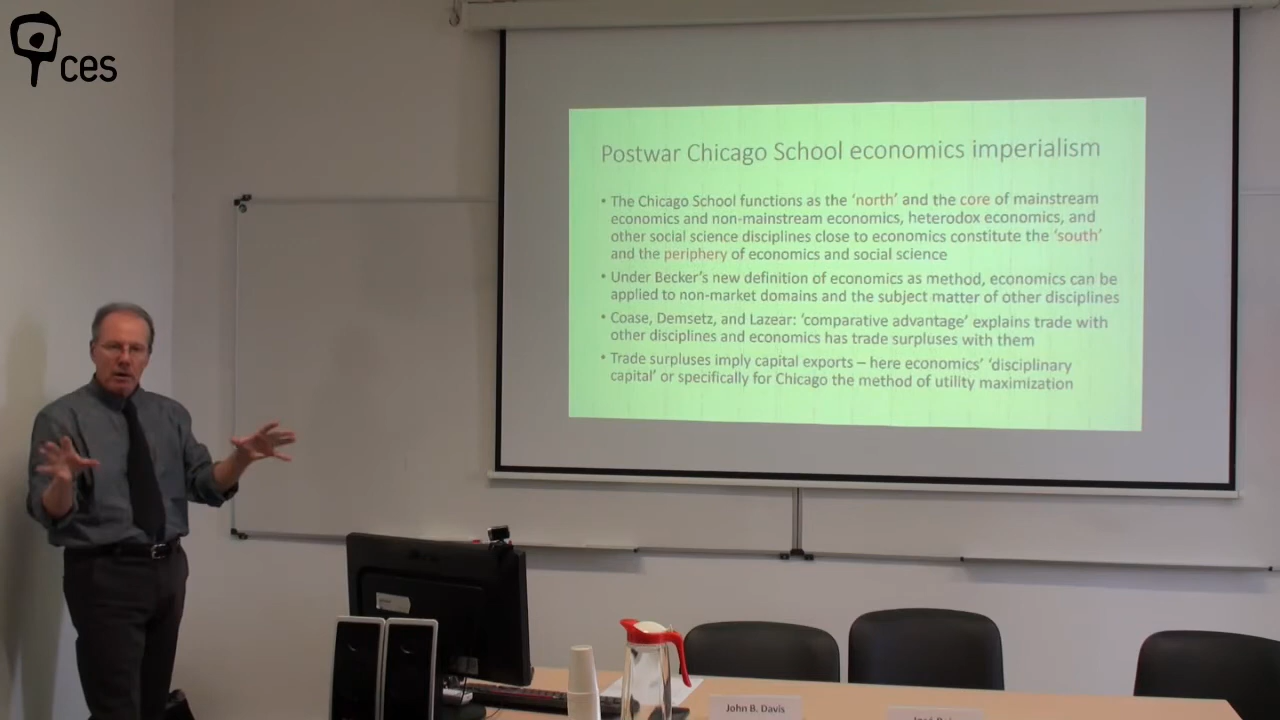 ces
Postwar Chicago School economics imperialism
• The Chicago School functions as the 'north' and the core of mainstream
economics and non-mainstream economics, heterodox economics, and
other social science disciplines close to economics constitute the 'south'
and the periphery of economics and social science
• Under Becker's new definition of economics as method, economics can be
applied to non-market domains and the subject matter of other disciplines
• Coase, Demsetz, and Lazear: 'comparative advantage' explains trade with
other disciplines and economics has trade surpluses with them
• Trade surpluses imply capital exports – here economics' 'disciplinary
capital' or specifically for Chicago the method of utility maximization
John B. Davis